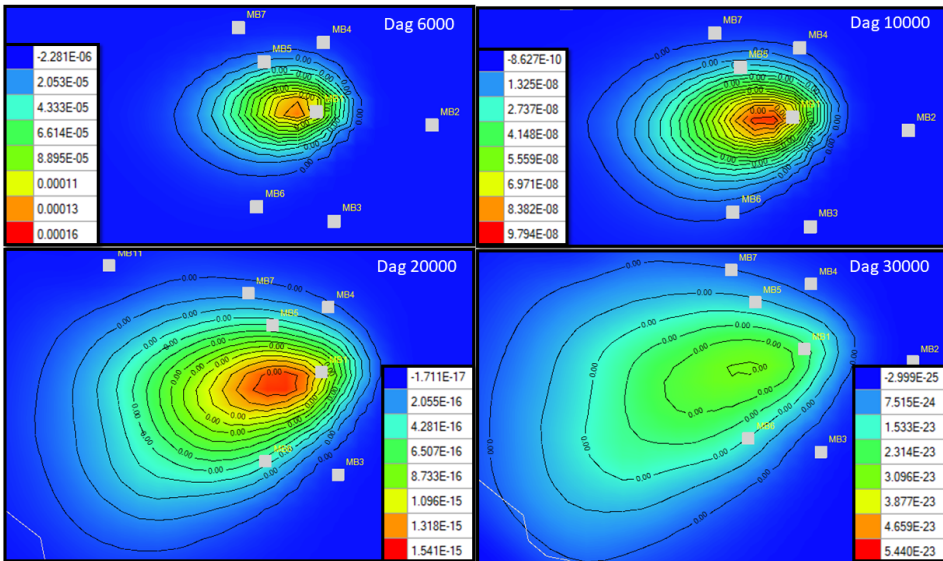 Dag 6000
MB7
MB4
MB5
MB2
MB6
MB3
-2.281E-06
2.053E-05
4.333E-05
6.614E-05
8.895E-05
0.00011
0.00013
0.00016
Dag 10000
MB7
MB4
MB5
MB2
MB6
MB3
-8.627E-10
1.325E-08
2.737E-08
4.148E-08
5.559E-08
6.971E-08
8.382E-08
9.794E-08
Dag 20000
MB11
MB7
MB4
MB5
MB3
-1.711E-17
2.055E-16
4.281E-16
6.507E-16
8.733E-16
1.096E-15
1.318E-15
1.541E-15
Dag 30000
MB7
MB4
MB5
MB1
MB2
MB6
MB3
-2.999E-25
7.515E-24
1.533E-23
2.314E-23
3.096E-23
3.877E-23
4.659E-23
5.440E-23
0.00